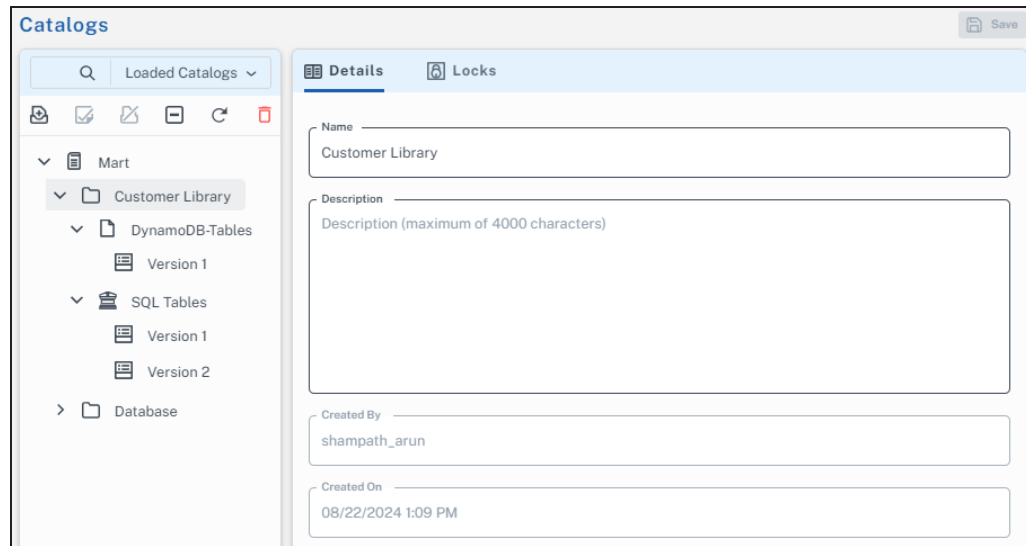 Catalogs
Save
Loaded Catalogs
Details
Locks
Mart
Customer Library
DynamoDB-Tables
Version 1
SQL Tables
Version 1
Version 2
Database
Name
Customer Library
Description
Description (maximum of 4000 characters)
Created By
shampath_arun
Created On
08/22/2024 1:09 PM